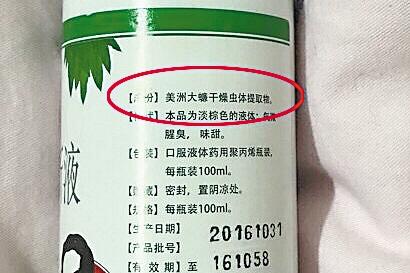 液
份】美洲大蠊干燥虫体提取物。
本品为淡棕色的液体；气微
腥臭，味甜。
【包装】口服液体药用聚丙烯瓶装，
每瓶装100ml。
【贮藏】密封，置阴凉处。
【规格】每瓶装100ml。
【生产日期】 20161031
【产品批号】
【有效期】至 161058